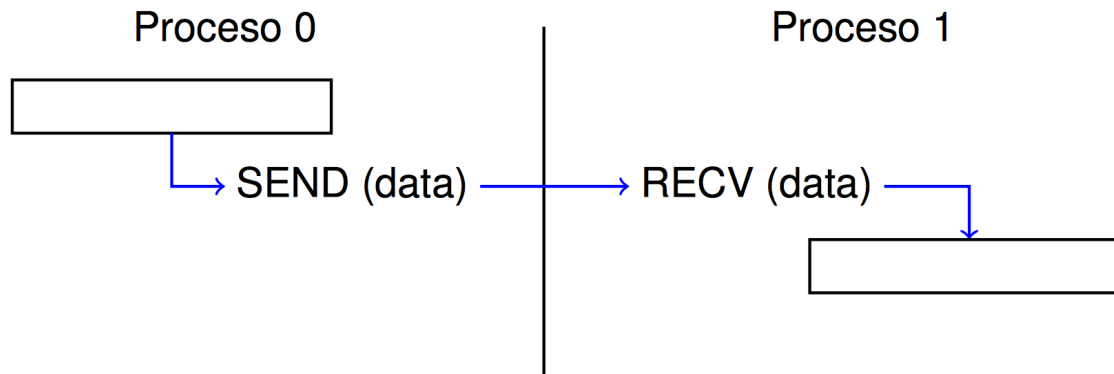 Proceso 0
Proceso 1
SEND (data)
RECV (data)